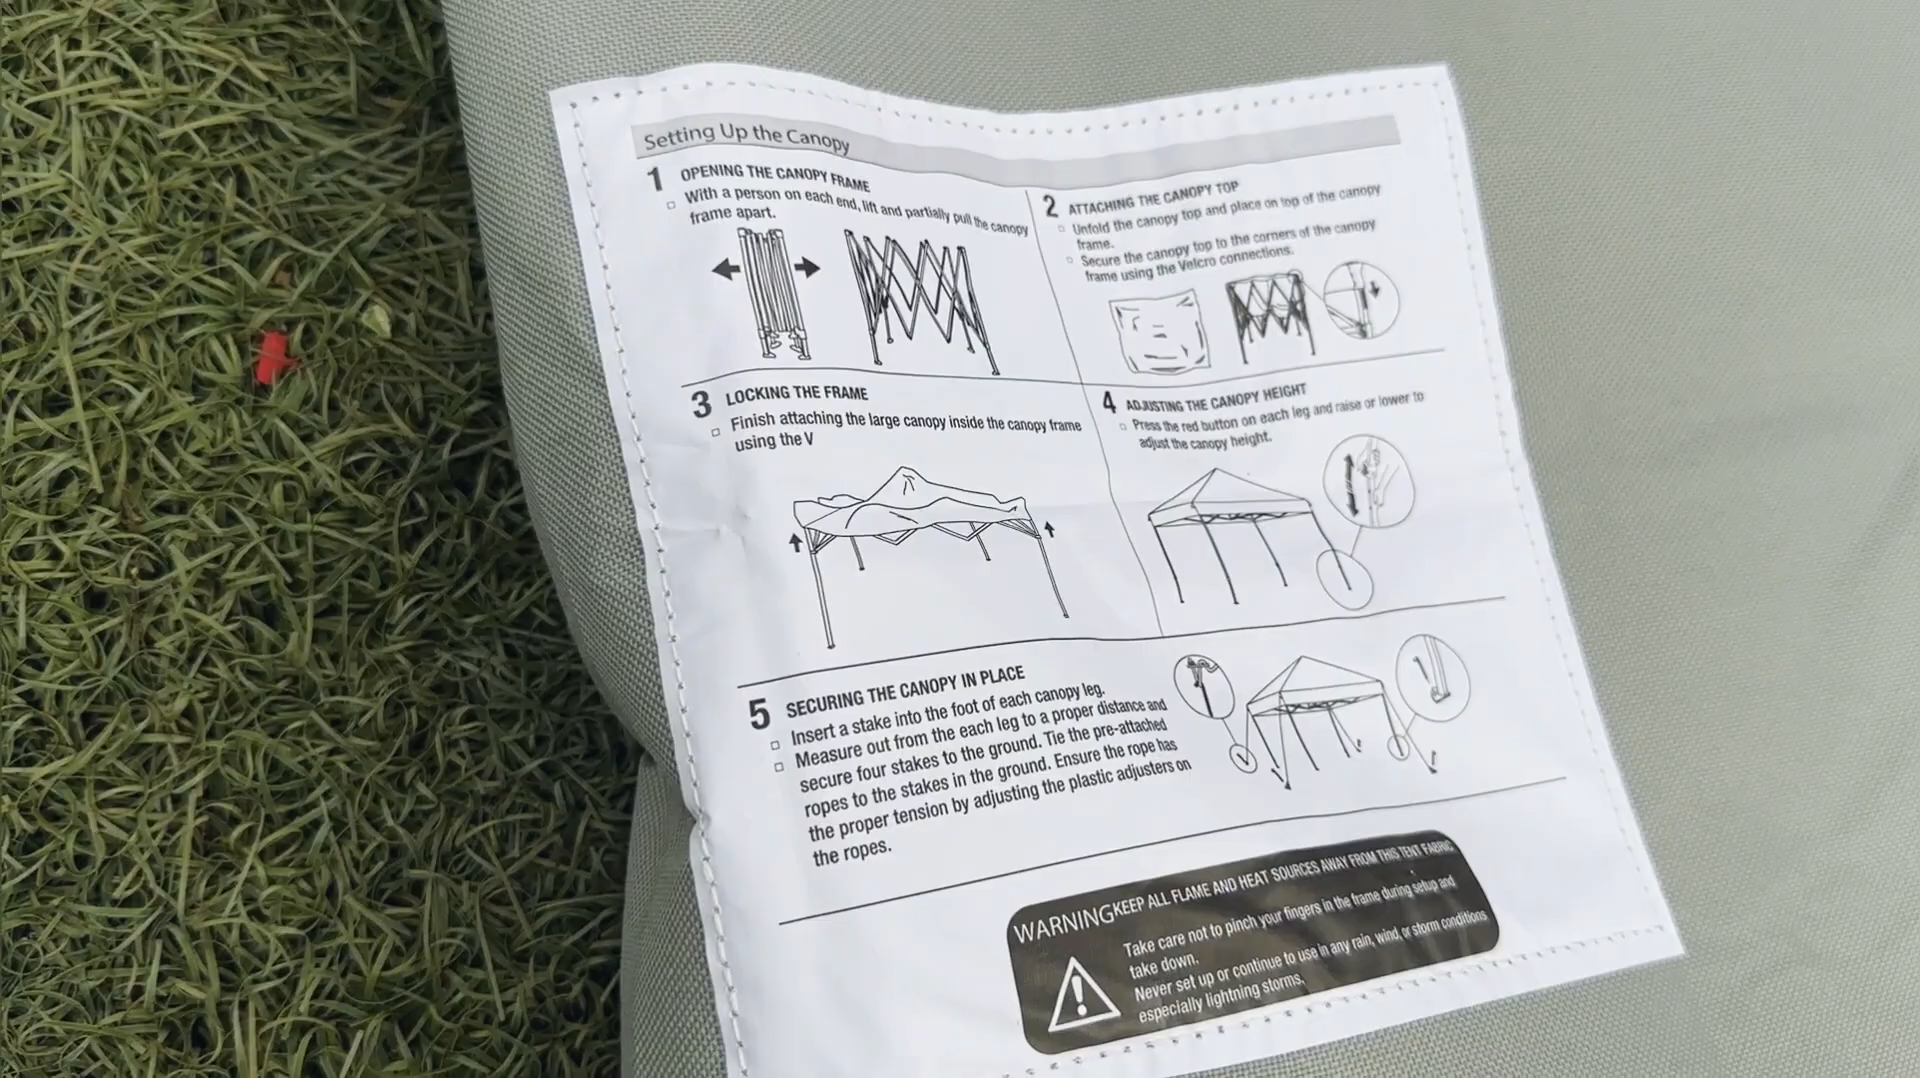 Setting Up the Canopy
1 OPENING THE CANOPY FRAME
With a person on each end, lift and partially pull the canopy
frame apart.
2 ATTACHING THE CANOPY TOP
Unfold the canopy top and place on top of the canopy
frame.
Secure the canopy top to the corners of the canopy
frame using the Velcro connections.
3 LOCKING THE FRAME
Finish attaching the large canopy inside the canopy frame
using the V
4 ADJUSTING THE CANOPY HEIGHT
Press the red button on each leg and raise or lower to
adjust the canopy height.
5 SECURING THE CANOPY IN PLACE
Insert a stake into the foot of each canopy leg.
Measure out from the each leg to a proper distance and
secure four stakes to the ground. Tie the pre-attached
ropes to the stakes in the ground. Ensure the rope has
the proper tension by adjusting the plastic adjusters on
the ropes.
WARNING KEEP ALL FLAME AND HEAT SOURCES AWAY FROM THIS TENT FABRIC
Take care not to pinch your fingers in the frame during setup and
take down.
Never set up or continue to use in any rain, wind, or storm conditions
especially lightning storms.